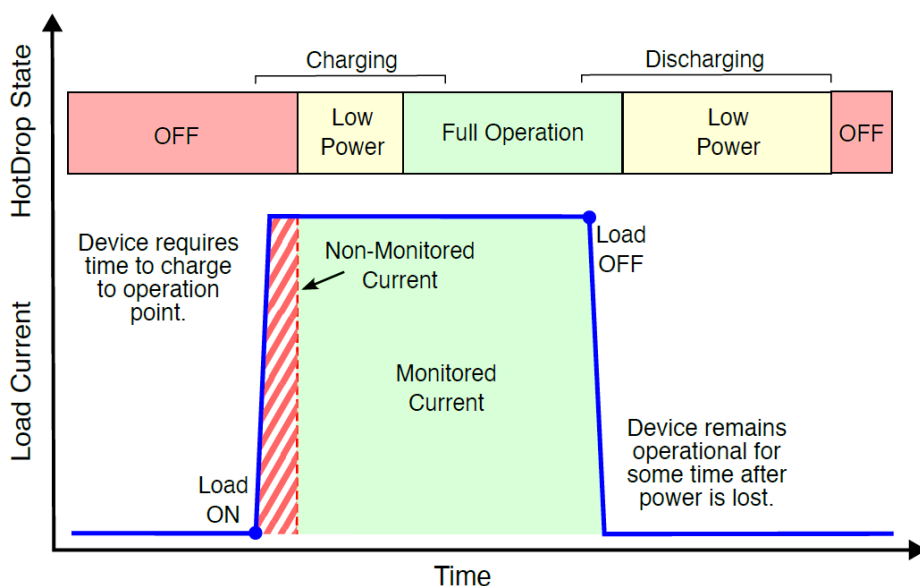 Charging
Discharging
HotDrop State
OFF
Low
Power
Full Operation
Low
Power
OFF
Device requires
time to charge
to operation
point.
Non-Monitored
Current
Load
OFF
Load Current
Monitored
Current
Load
ON
Device remains
operational for
some time after
power is lost.
Time